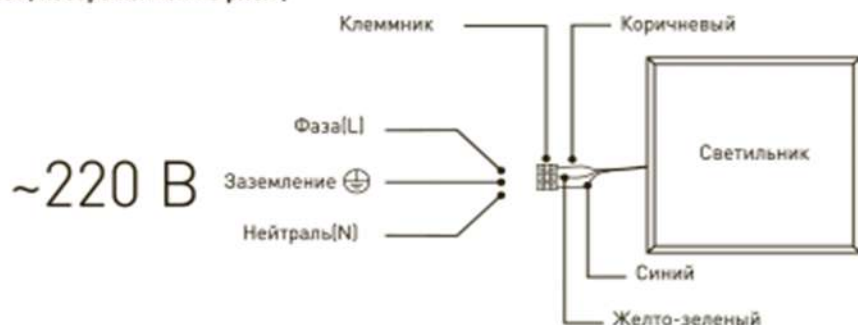 Клеммник
Коричневый
Фаза(L)
~220 В
Заземление
Нейтраль(N)
Светильник
Синий
Желто-зеленый